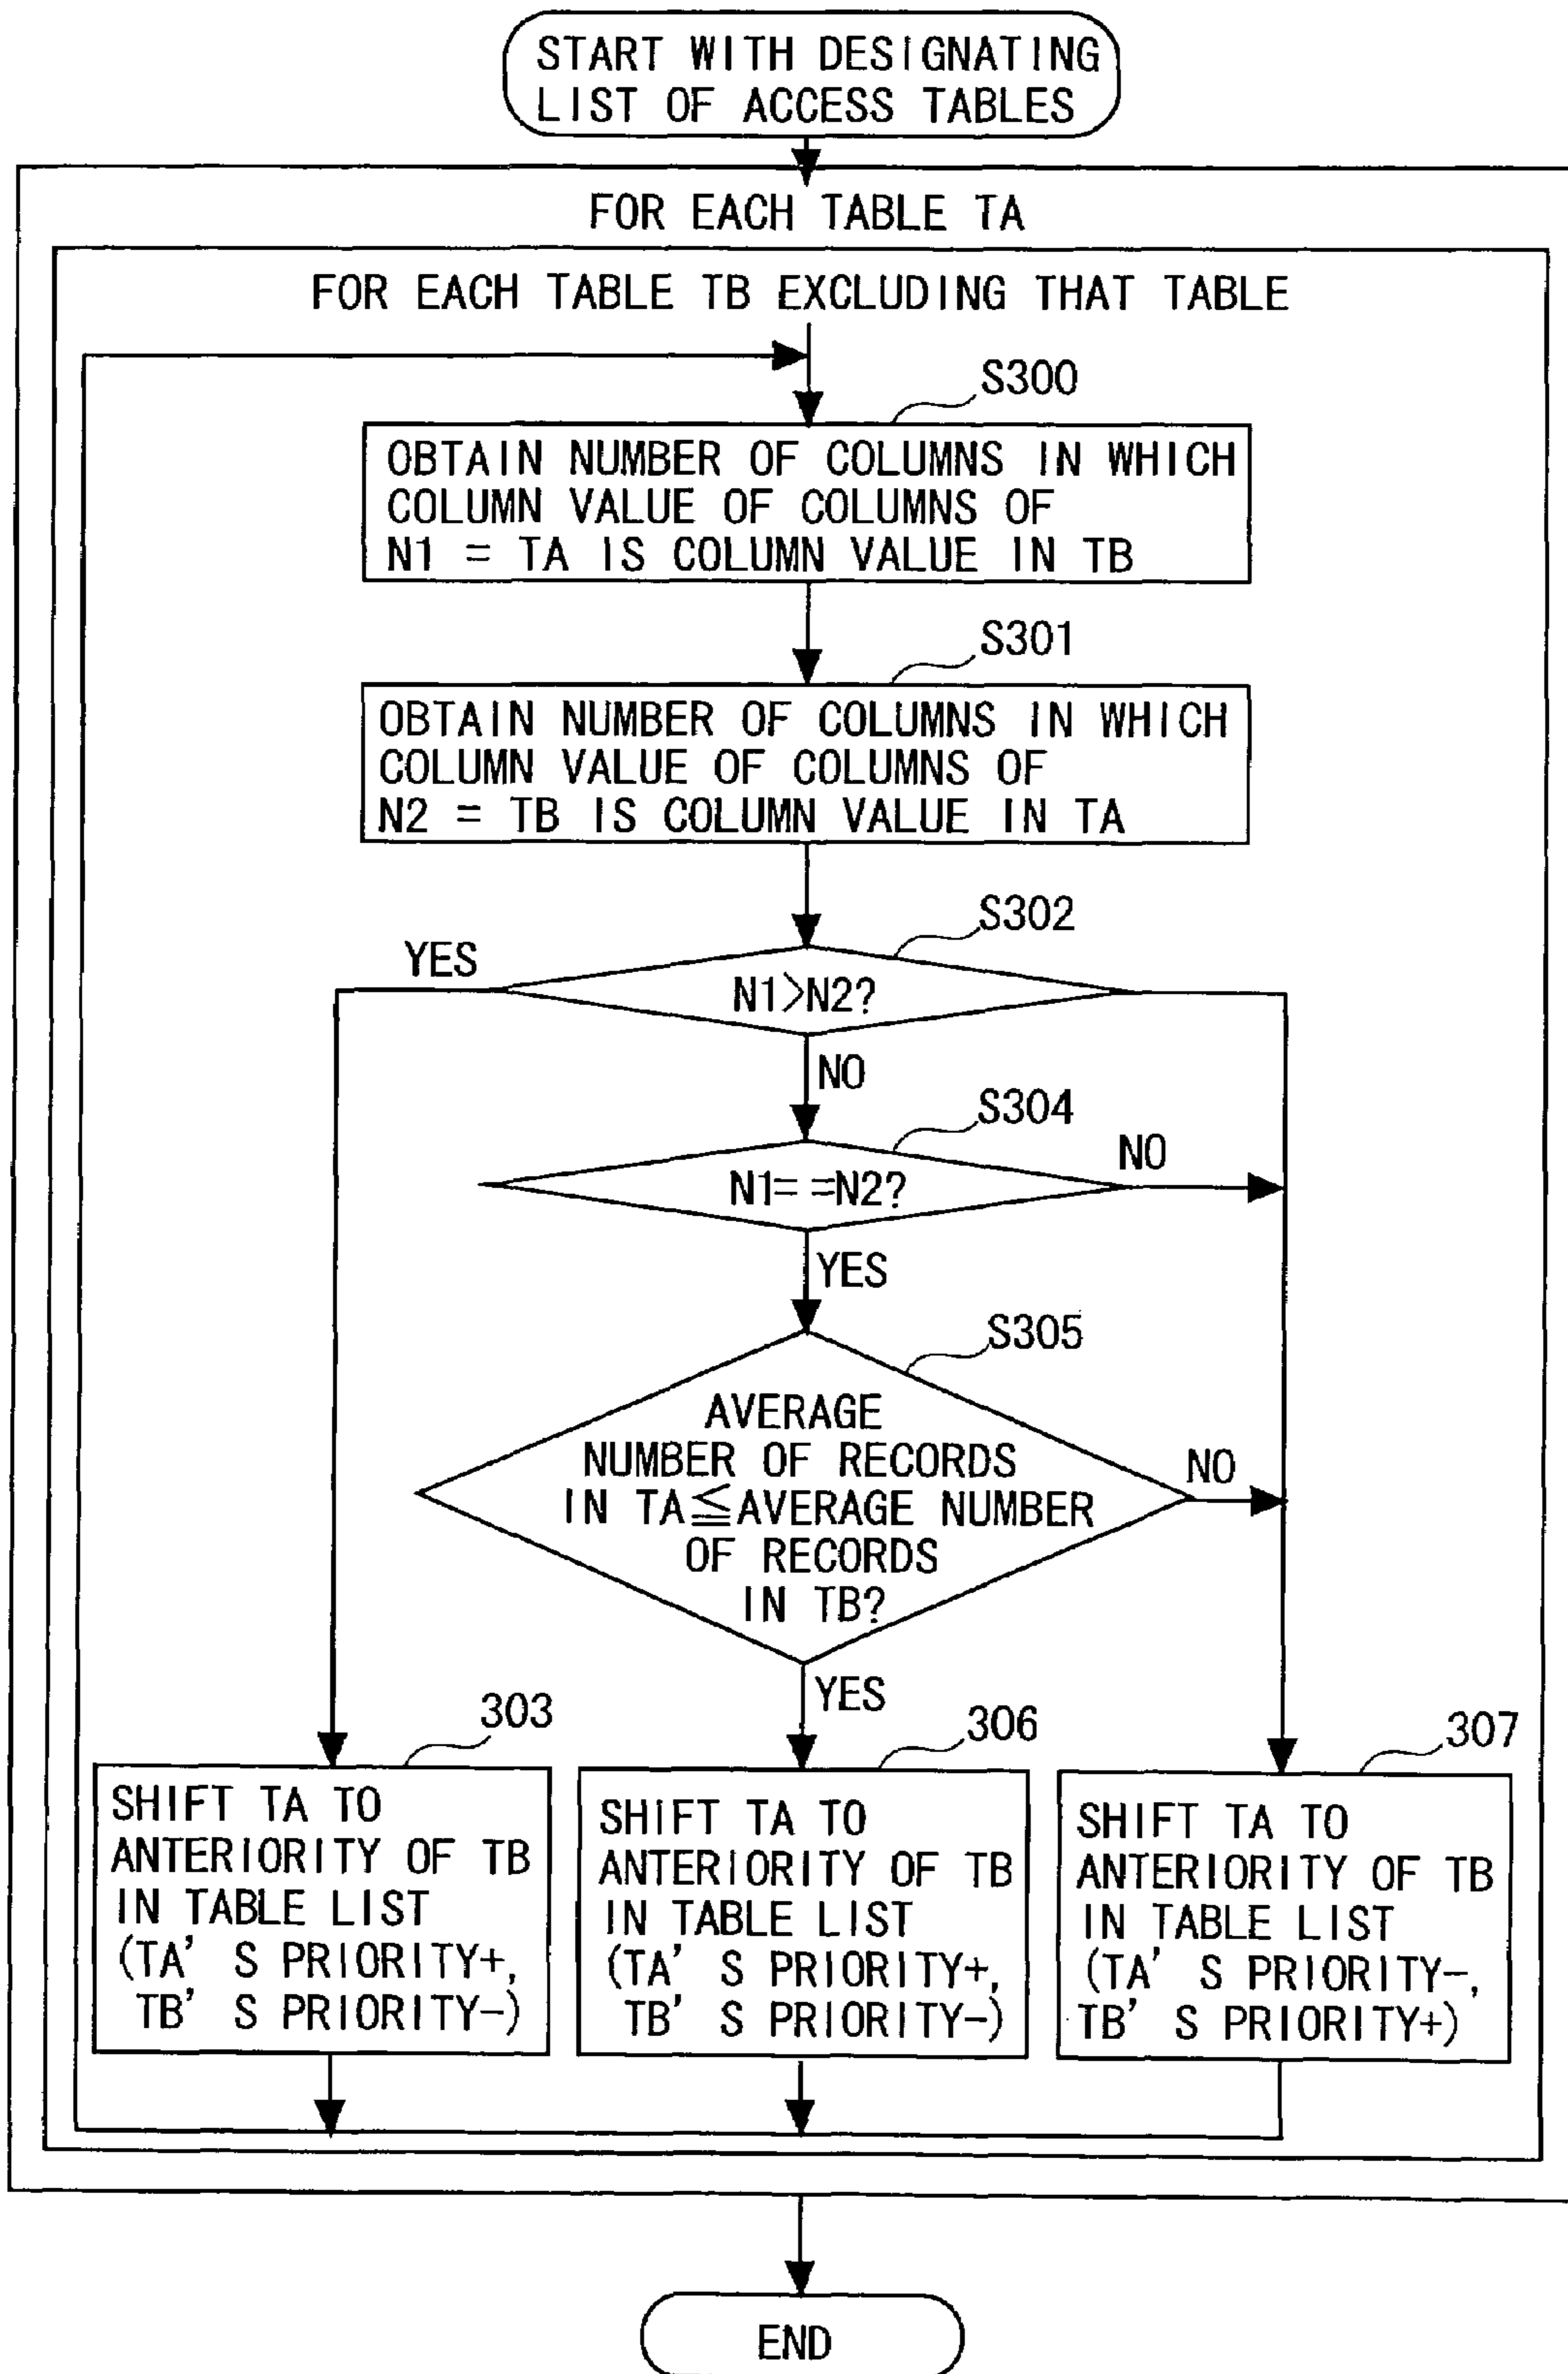 START WITH DESIGNATING
LIST OF ACCESS TABLES
FOR EACH TABLE TA
FOR EACH TABLE TB EXCLUDING THAT TABLE
S300
OBTAIN NUMBER OF COLUMNS IN WHICH
COLUMN VALUE OF COLUMNS OF
N1 = TA IS COLUMN VALUE IN TB
S301
OBTAIN NUMBER OF COLUMNS IN WHICH
COLUMN VALUE OF COLUMNS OF
N2 = TB IS COLUMN VALUE IN TA
S302
YES
N1>N2?
NO
S304
NO
N1= =N2?
YES
S305
AVERAGE
NUMBER OF RECORDS
IN TA≦AVERAGE NUMBER
OF RECORDS
IN TB?
NO
YES
303
SHIFT TA TO
ANTERIORITY OF TB
IN TABLE LIST
(TA' S PRIORITY+,
TB' S PRIORITY-)
306
SHIFT TA TO
ANTERIORITY OF TB
IN TABLE LIST
(TA' S PRIORITY+,
TB' S PRIORITY-)
307
SHIFT TA TO
ANTERIORITY OF TB
IN TABLE LIST
(TA' S PRIORITY-,
TB' S PRIORITY+)
END